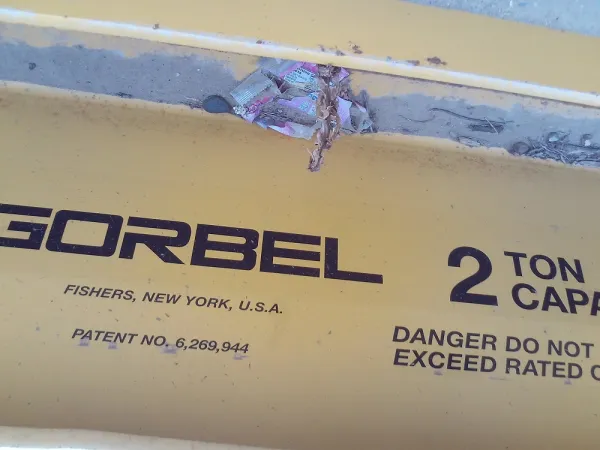 GORBEL
FISHERS, NEW YORK, U.S.A.
PATENT NO. 6,269,944
2 TON
CAPA
DANGER DO NOT
EXCEED RATED C